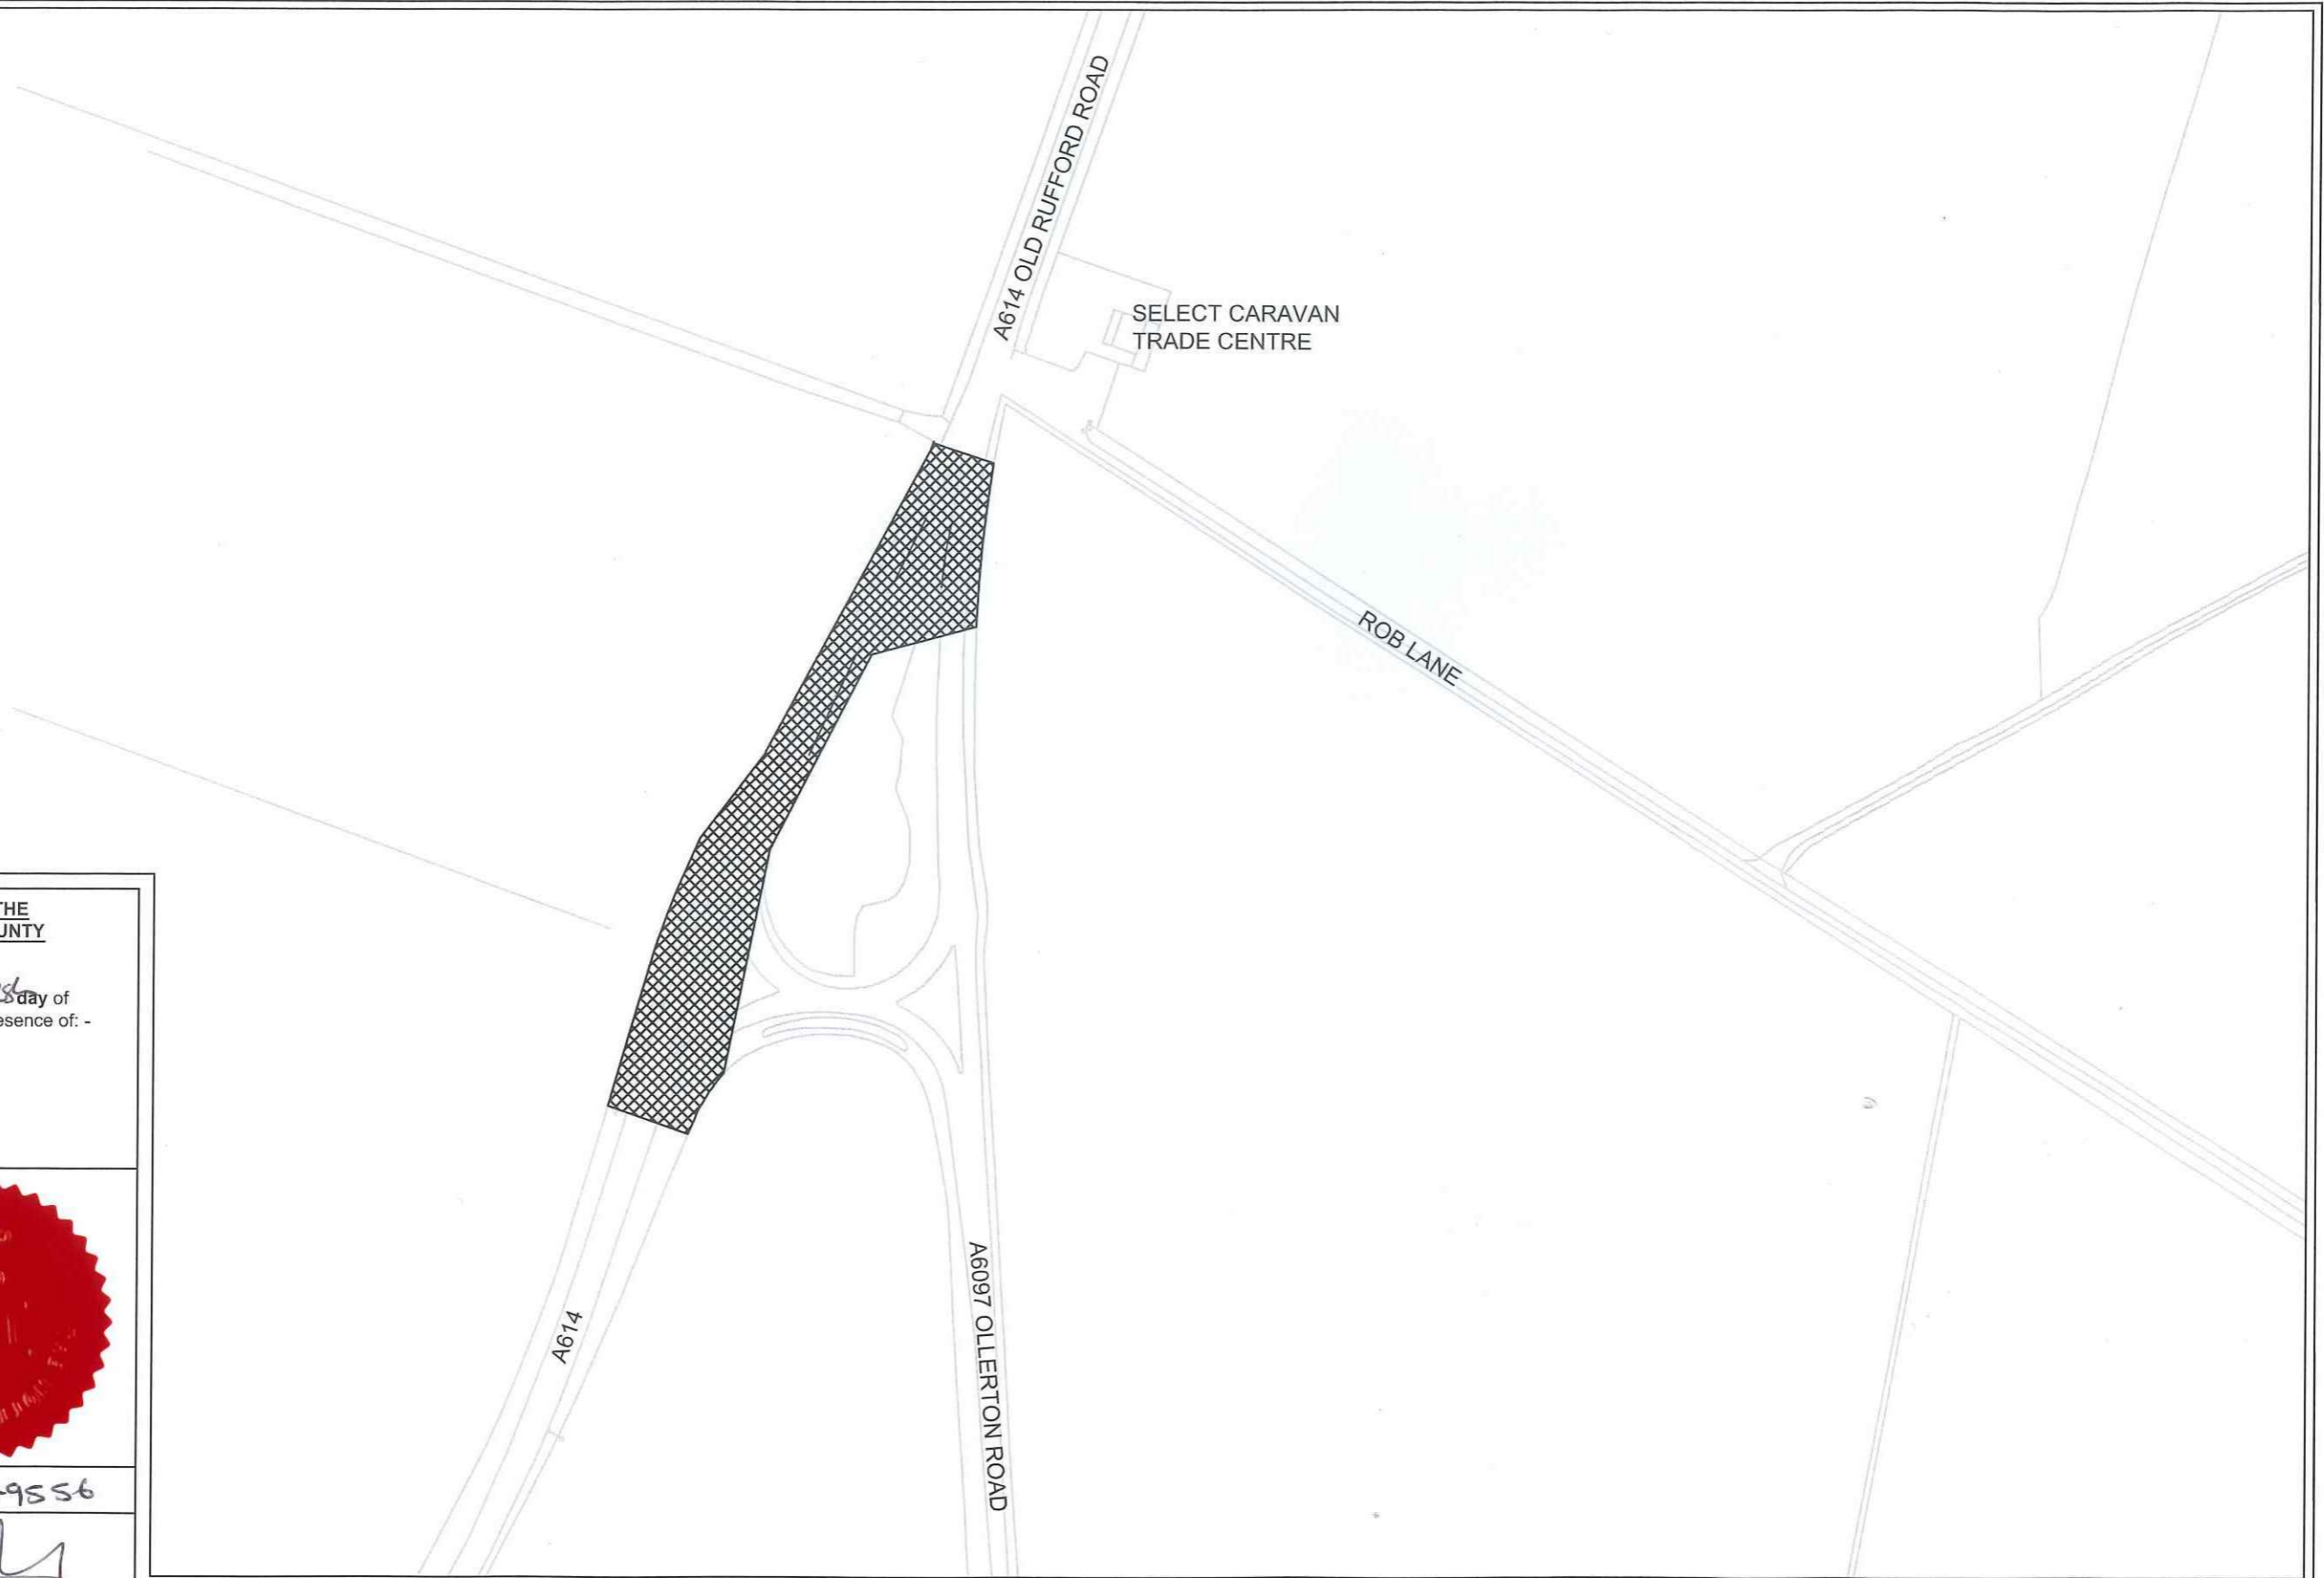 A614 OLD RUFFORD ROAD
SELECT CARAVAN
TRADE CENTRE
ROB LANE
A6097 OLLERTON ROAD
A614
THE
UNTY
day of
esence of: -
9556